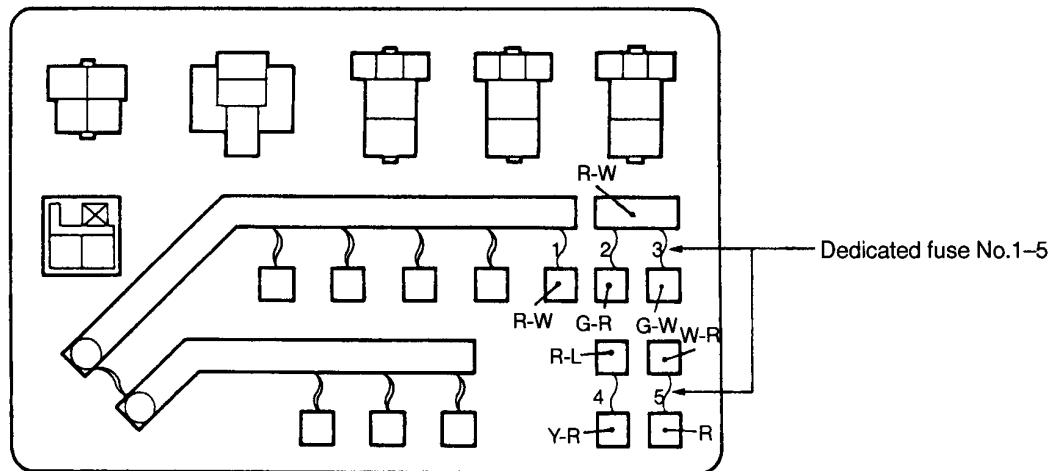 R-W
1
2
3
Dedicated fuse No.1–5
R-W
G-R
G-W
R-L
W-R
4
5
Y-R
R